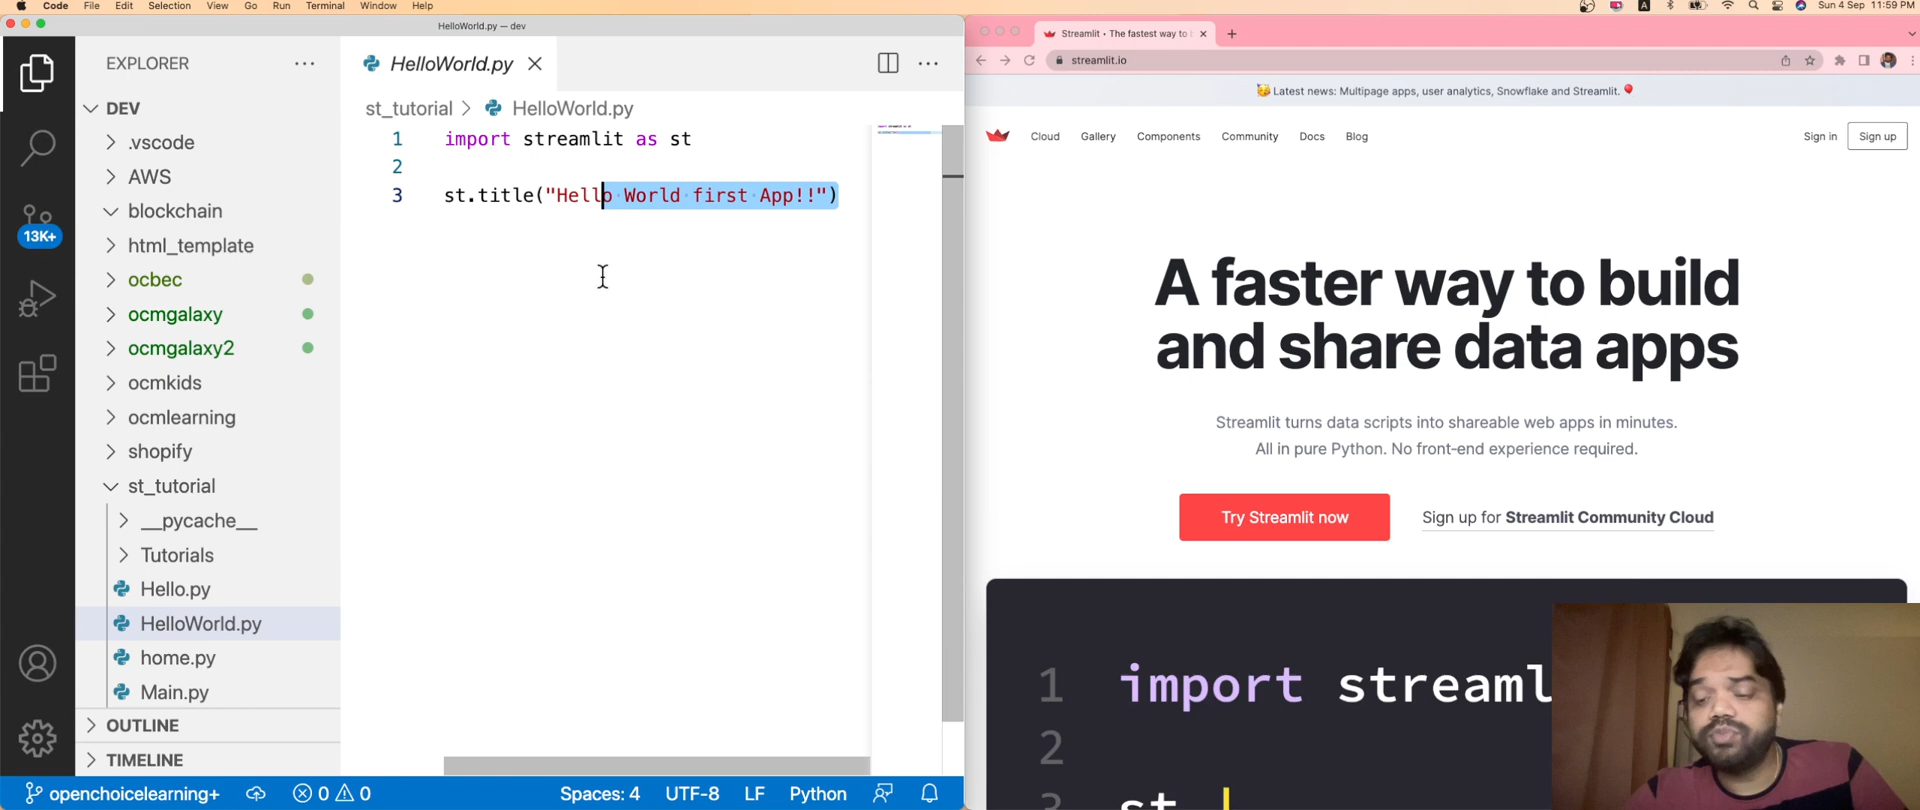 Code File Edit Selection View Go Run Terminal Window Help
A Sun 4 Sep 11:59 PM
HelloWorld.py — dev
EXPLORER
DEV
.vscode
AWS
blockchain
html_template
ocbec
ocmgalaxy
ocmgalaxy2
ocmkids
ocmlearning
shopify
st_tutorial
__pycache__
Tutorials
Hello.py
HelloWorld.py
home.py
Main.py
OUTLINE
TIMELINE
13K+
HelloWorld.py
st_tutorial > HelloWorld.py
1 import streamlit as st
2
3 st.title("Hello World first App!!")
openchoicelearning+ 0 0 Spaces: 4 UTF-8 LF Python
Streamlit • The fastest way to
streamlit.io
Latest news: Multipage apps, user analytics, Snowflake and Streamlit.
Cloud Gallery Components Community Docs Blog Sign in Sign up
A faster way to build
and share data apps
Streamlit turns data scripts into shareable web apps in minutes.
All in pure Python. No front-end experience required.
Try Streamlit now Sign up for Streamlit Community Cloud
1 import streaml
2
3 st.